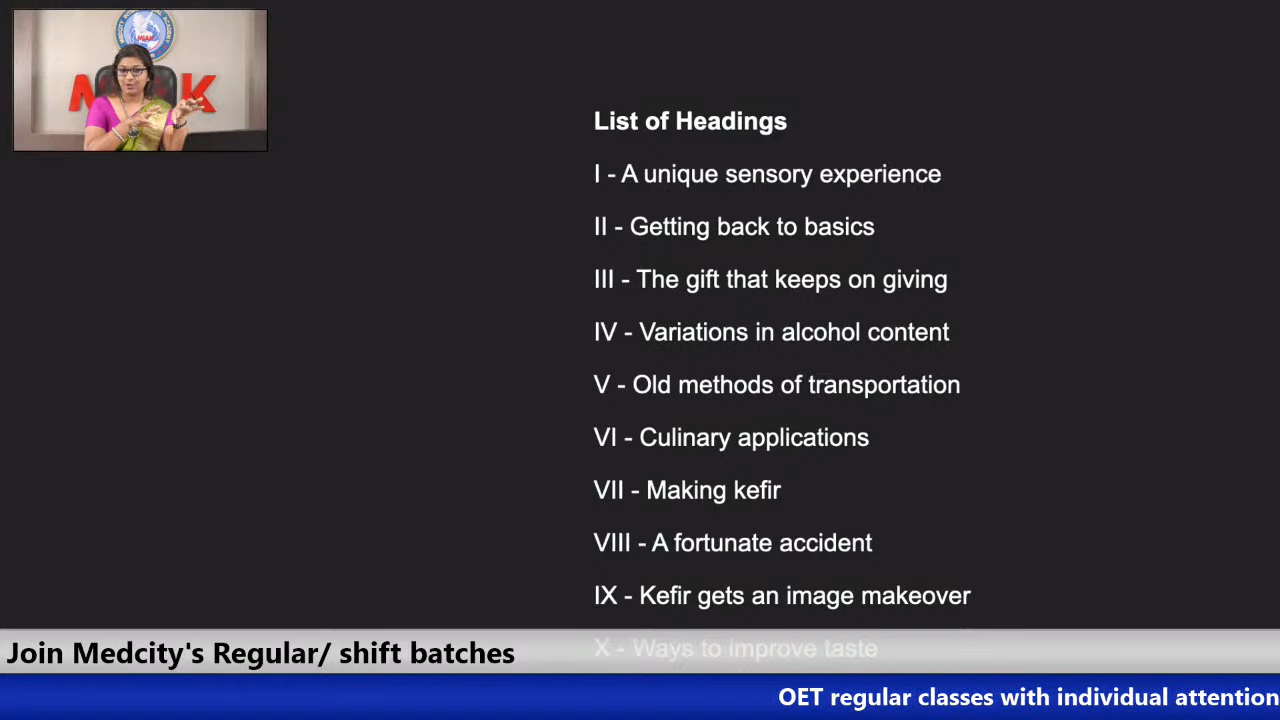 MIAK
List of Headings
I - A unique sensory experience
II - Getting back to basics
III - The gift that keeps on giving
IV - Variations in alcohol content
V - Old methods of transportation
VI - Culinary applications
VII - Making kefir
VIII - A fortunate accident
IX - Kefir gets an image makeover
X - Ways to improve taste
Join Medcity's Regular/ shift batches
OET regular classes with individual attention